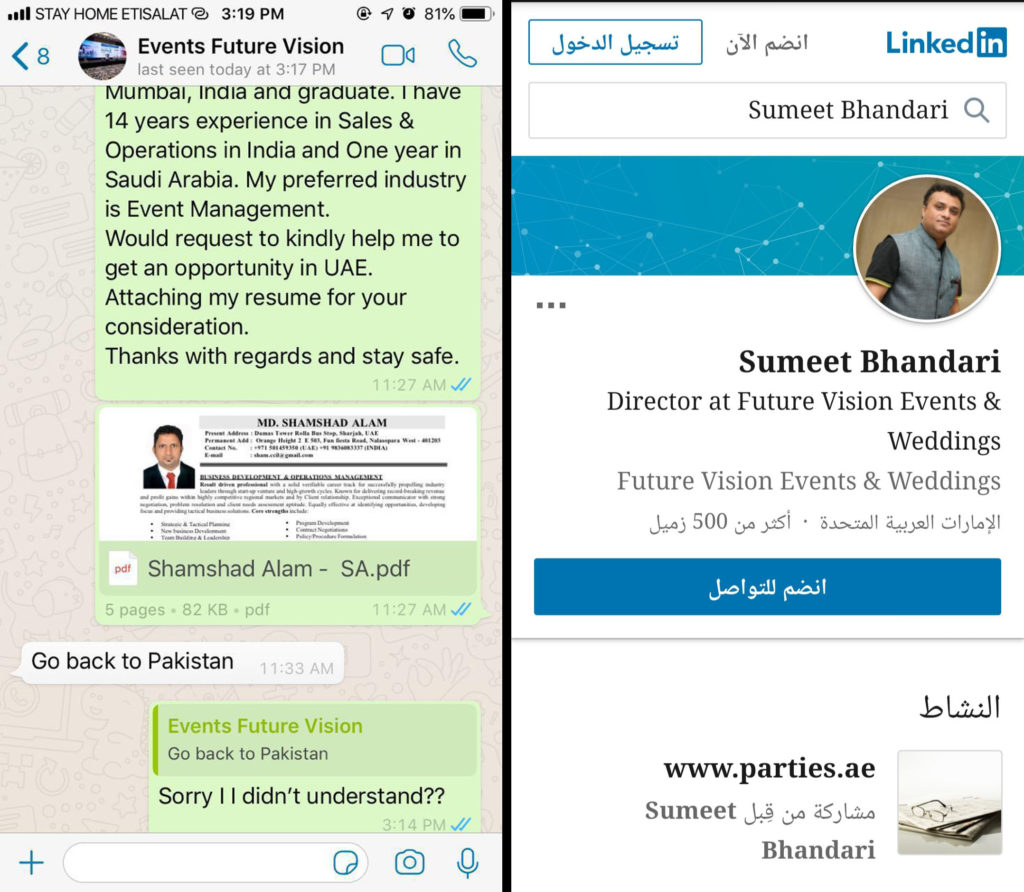 STAY HOME ETISALAT 3:19 PM 81%
8
Events Future Vision
last seen today at 3:17 PM
Mumbai, India and graduate. I have
14 years experience in Sales &
Operations in India and One year in
Saudi Arabia. My preferred industry
is Event Management.
Would request to kindly help me to
get an opportunity in UAE.
Attaching my resume for your
consideration.
Thanks with regards and stay safe.
11:27 AM
MD. SHAMSHAD ALAM
Present Address : Dumas Tower Rolla Bus Stop, Sharjah, UAE
Permanent Add : Orange Height 2 E 503, Fun fiesta Road, Nalasopara West - 401203
Contact No. : +971 501459350 (UAE) +91 9836083337 (INDIA)
E-mail : sham.ccil@gmail.com
BUSINESS DEVELOPMENT & OPERATIONS MANAGEMENT
Result driven professional with a solid verifiable career track for successfully propelling industry
leaders through start-up venture and high-growth cycles. Known for delivering record-breaking revenue
and profit gains within highly competitive regional markets and by Client relationship. Exceptional communicator with strong
negotiation, problem resolution and client needs assessment aptitude. Equally effective at identifying opportunities, developing
focus and providing tactical business solutions. Core strengths include:
• Strategic & Tactical Planning
• New business Development
• Team Building & Leadership
• Program Development
• Contract Negotiations
• Policy/Procedure Formulation
pdf
Shamshad Alam - SA.pdf
5 pages • 82 KB • pdf 11:27 AM
Go back to Pakistan 11:33 AM
Events Future Vision
Go back to Pakistan
Sorry I I didn't understand??
3:14 PM
تسجيل الدخول
انضم الآن
Linked in
Sumeet Bhandari
Sumeet Bhandari
Director at Future Vision Events &
Weddings
Future Vision Events & Weddings
الإمارات العربية المتحدة · أكثر من 500 زميل
انضم للتواصل
النشاط
www.parties.ae
مشاركة من قِبل Sumeet
Bhandari